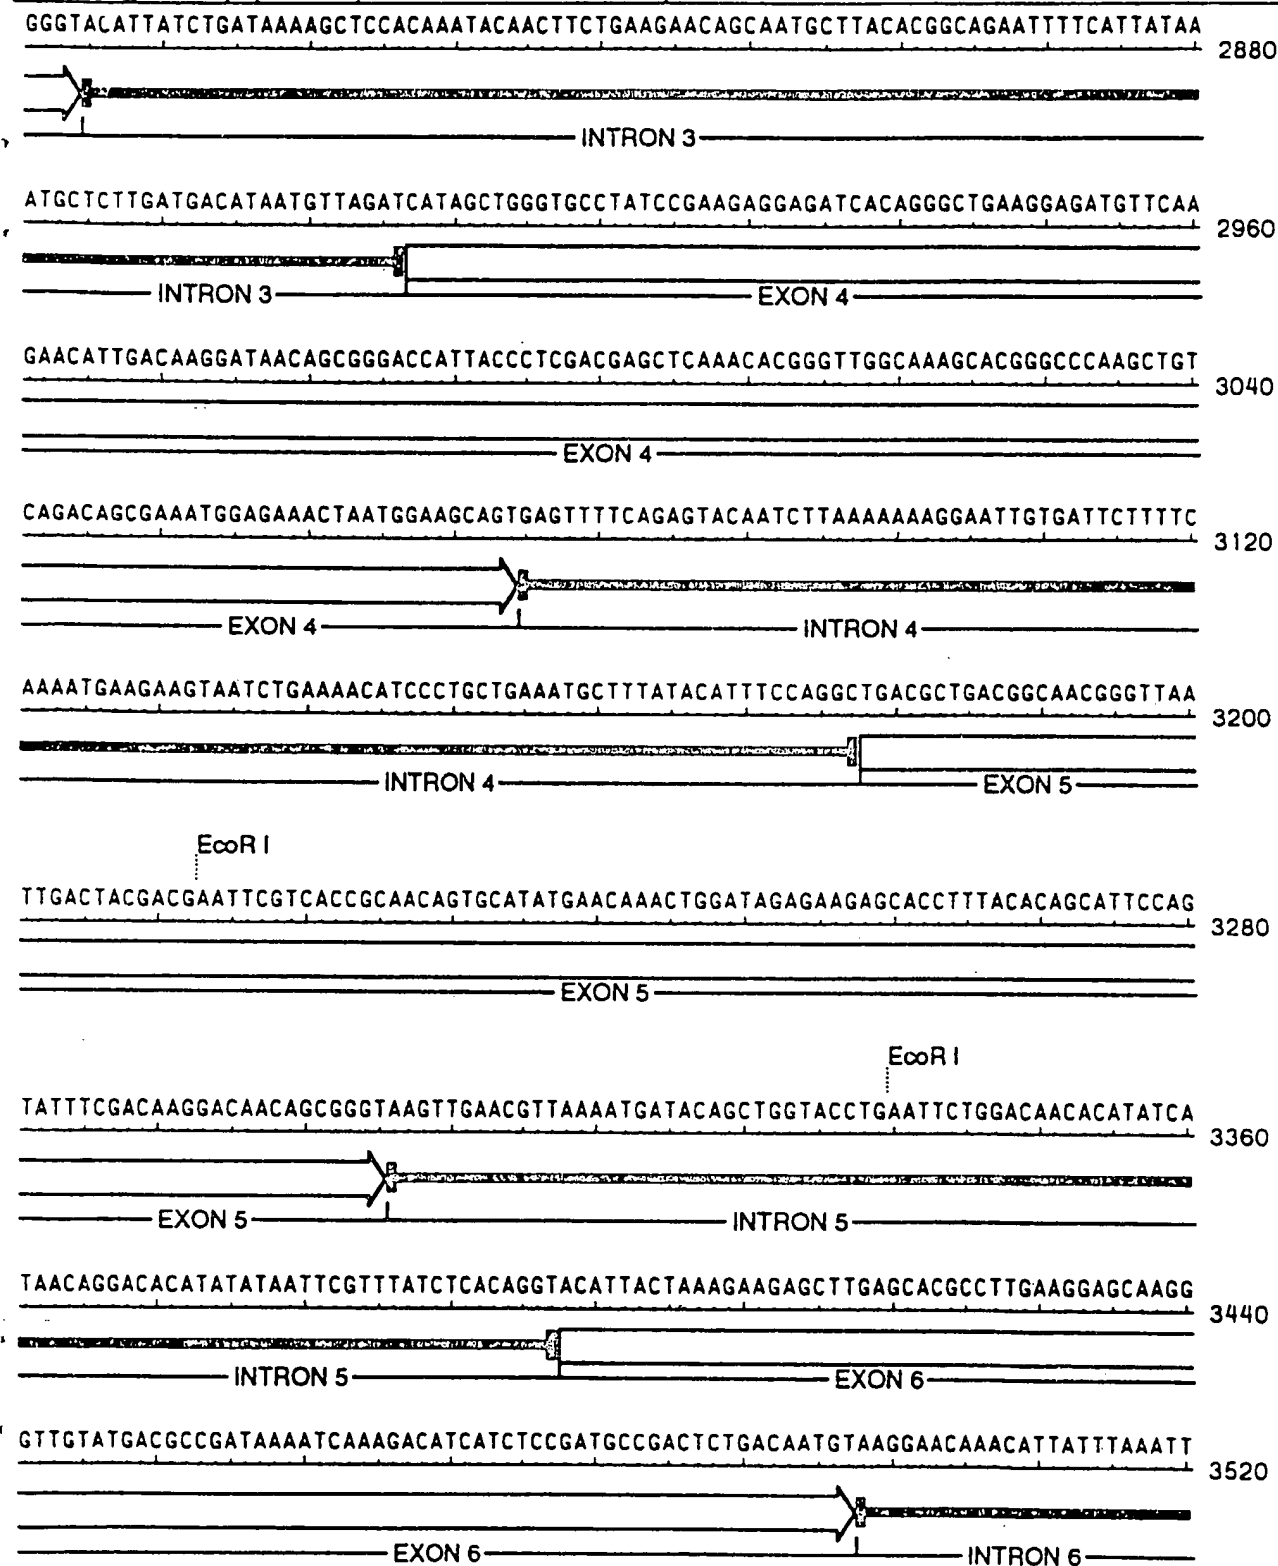 GGGTACATTATCTGATAAAAGCTCCACAAATACAACTTCTGAAGAACAGCAATGCTTACACGGCAGAATTTTCATTATAA
2880
INTRON 3
ATGCTCTTGATGACATAATGTTAGATCATAGCTGGGTGCCTATCCGAAGAGGAGATCACAGGGCTGAAGGAGATGTTCAA
2960
INTRON 3 EXON 4
GAACATTGACAAGGATAACAGCGGGACCATTACCCTCGACGAGCTCAAACACGGGTTGGCAAAGCACGGGCCCAAGCTGT
3040
EXON 4
CAGACAGCGAAATGGAGAAACTAATGGAAGCAGTGAGTTTTCAGAGTACAATCTTAAAAAAAGGAATTGTGATTCTTTTC
3120
EXON 4 INTRON 4
AAAATGAAGAAGTAATCTGAAAACATCCCTGCTGAAATGCTTTATACATTTCCAGGCTGACGCTGACGGCAACGGGTTAA
3200
INTRON 4 EXON 5
EcoR I
TTGACTACGACGAATTCGTCACCGCAACAGTGCATATGAACAAACTGGATAGAGAAGAGCACCTTTACACAGCATTCCAG
3280
EXON 5
EcoR I
TATTTCGACAAGGACAACAGCGGGTAAGTTGAACGTTAAAATGATACAGCTGGTACCTGAATTCTGGACAACACATATCA
3360
EXON 5 INTRON 5
TAACAGGACACATATATAATTCGTTTATCTCACAGGTACATTACTAAAGAAGAGCTTGAGCACGCCTTGAAGGAGCAAGG
3440
INTRON 5 EXON 6
GTTGTATGACGCCGATAAAATCAAAGACATCATCTCCGATGCCGACTCTGACAATGTAAGGAACAAACATTATTTAAATT
3520
EXON 6 INTRON 6